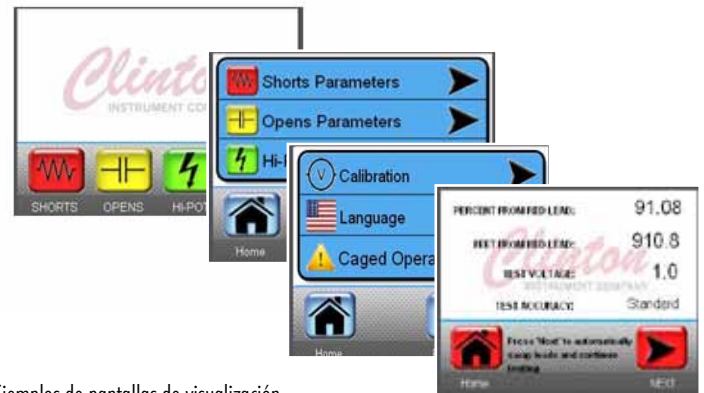 Clinto
INSTRUMENT CO
SHORTS OPENS HI-POT
Shorts Parameters
Opens Parameters
Hi-
Home
V
Calibration
Language
Caged Opera
Home
PERCENT FROM RED LEAD: 91.08
FEET FROM RED LEAD: 910.8
Clinton
INSTRUMENT COMPANY
TEST VOLTAGE: 1.0
TEST ACCURACY: Standard
Press 'Next' to automatically
swap leads and continue
testing
Home NEXT
Ejemplos de pantallas de visualización